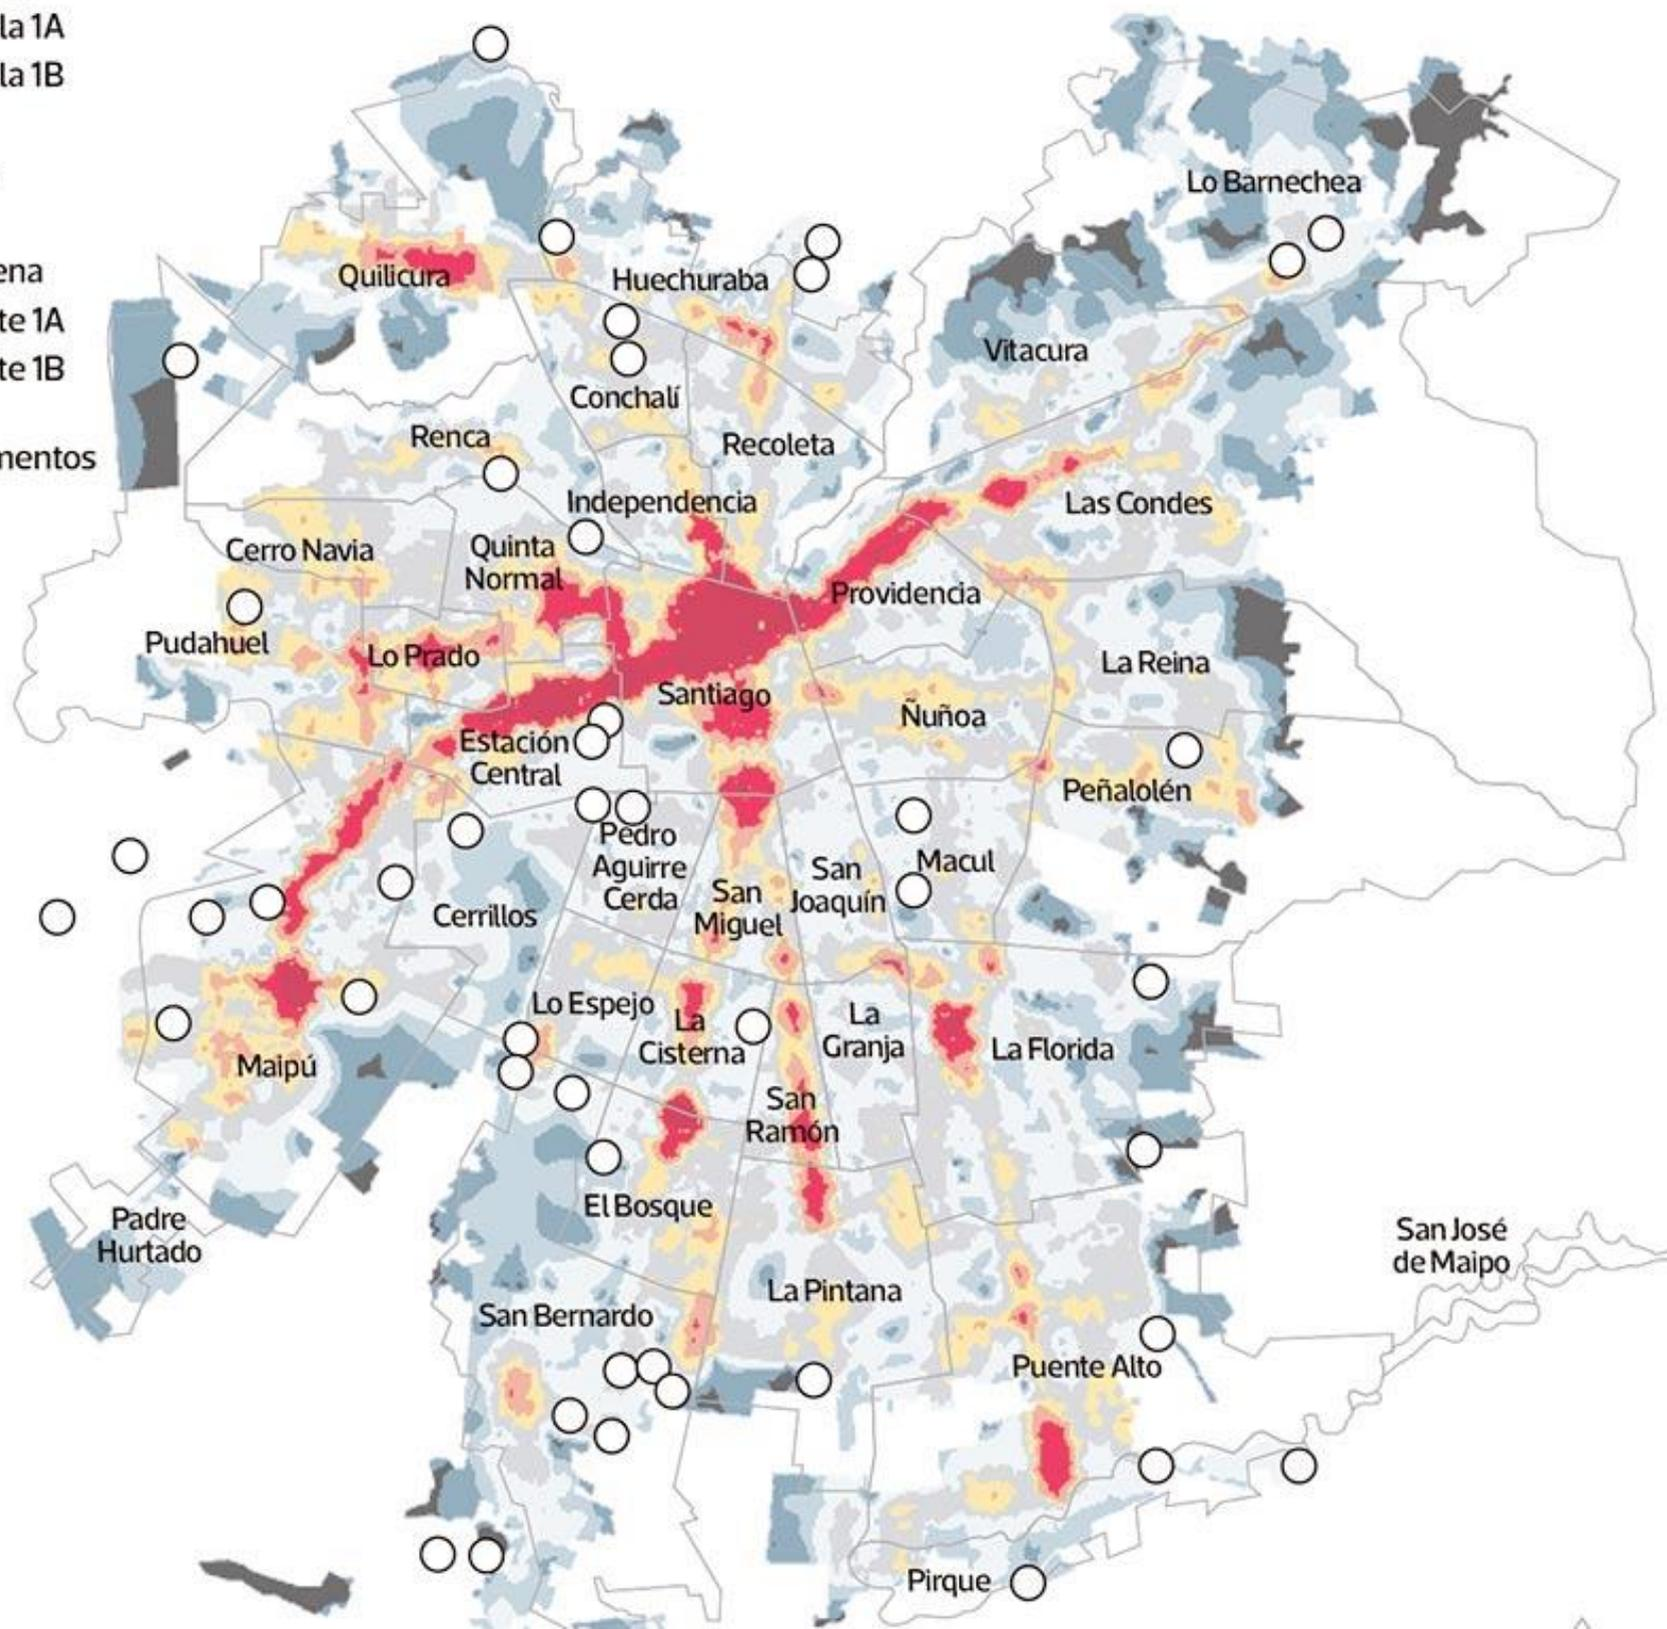 la 1A
la 1B
ena
te 1A
te 1B
mentos
Lo Barnechea
Quilicura
Huechuraba
Vitacura
Conchalí
Renca
Recoleta
Independencia
Las Condes
Cerro Navia
Quinta
Normal
Providencia
Pudahuel
Lo Prado
La Reina
Santiago
Ñuñoa
Estación
Central
Peñalolén
Pedro
Aguirre
Cerda
San
Joaquín
Macul
San
Miguel
Cerrillos
Lo Espejo
La
Cisterna
La
Granja
La Florida
Maipú
San
Ramón
El Bosque
Padre
Hurtado
San José
de Maipo
La Pintana
San Bernardo
Puente Alto
Pirque